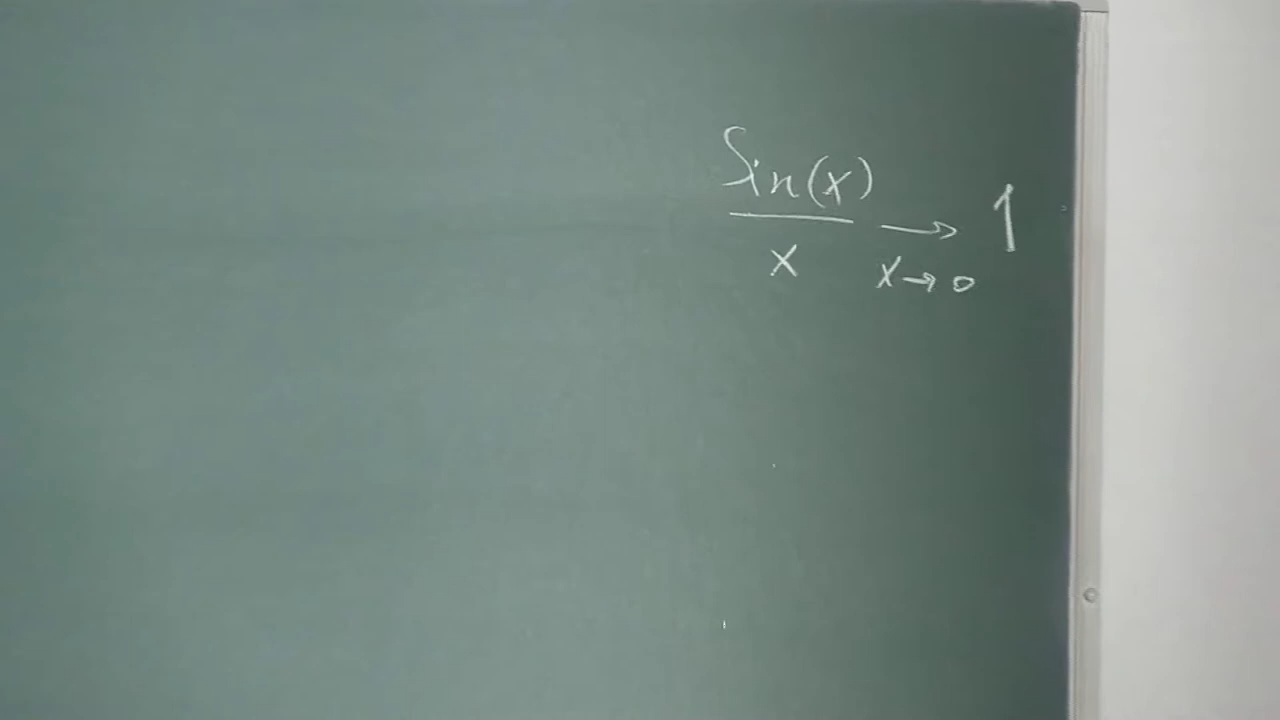 Sin(x)
x
→ 1
x→0